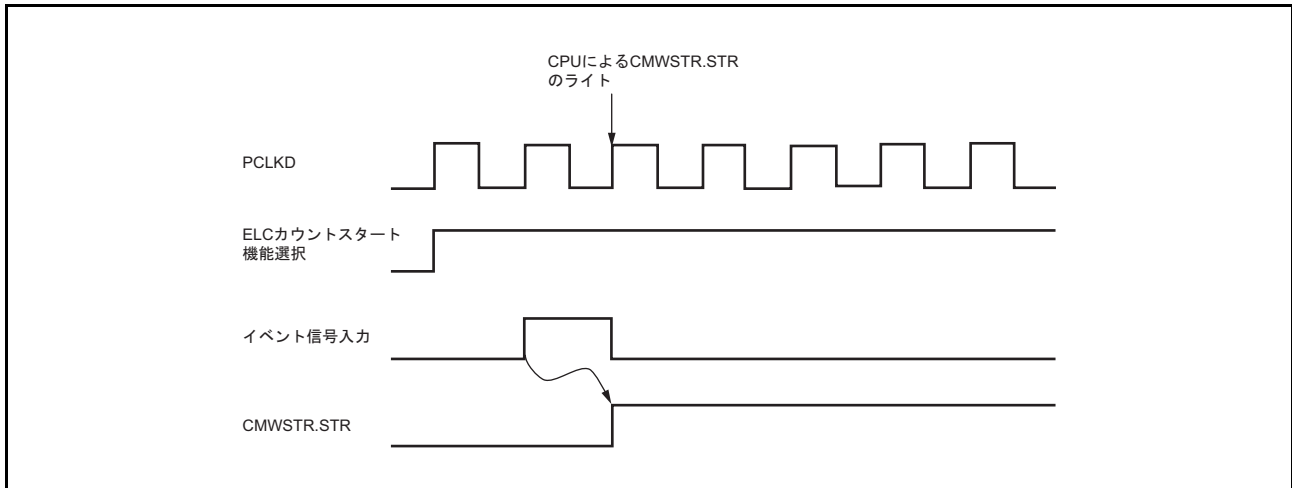 CPUによるCMWSTR.STR
のライト
PCLKD
ELCカウントスタート
機能選択
イベント信号入力
CMWSTR.STR